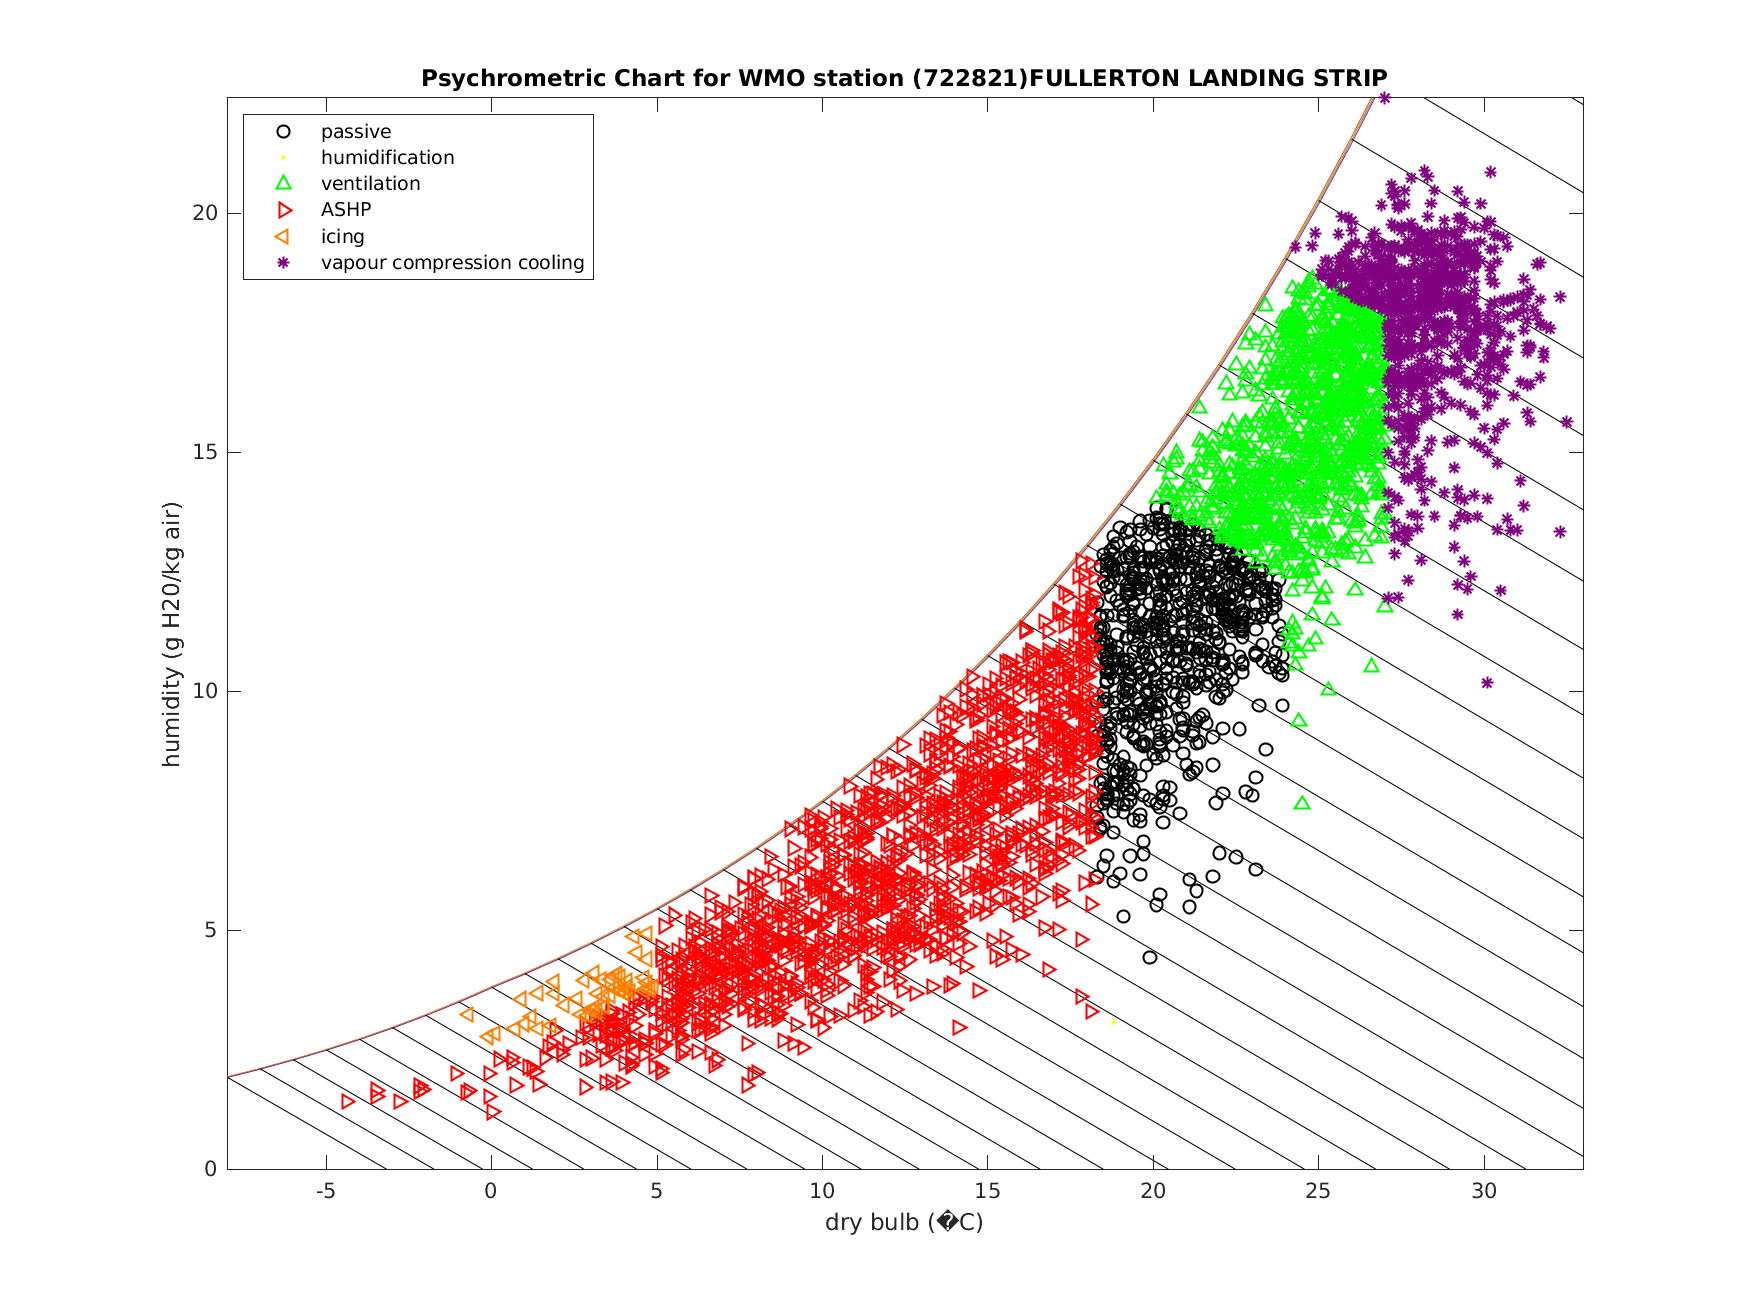 Psychrometric Chart for WMO station (722821)FULLERTON LANDING STRIP
passive
humidification
ventilation
ASHP
icing
vapour compression cooling
humidity (g H20/kg air)
20
15
10
5
0
-5 0 5 10 15 20 25 30
dry bulb (�C)